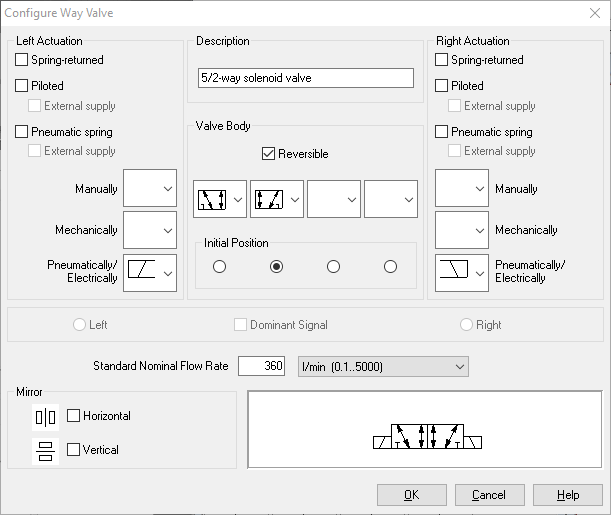 Configure Way Valve
Left Actuation
Spring-returned
Piloted
External supply
Pneumatic spring
External supply
Manually
Mechanically
Pneumatically/
Electrically
Description
5/2-way solenoid valve
Valve Body
Reversible
Initial Position
Right Actuation
Spring-returned
Piloted
External supply
Pneumatic spring
External supply
Manually
Mechanically
Pneumatically/
Electrically
Left
Dominant Signal
Right
Standard Nominal Flow Rate 360 l/min (0.1..5000)
Mirror
Horizontal
Vertical
OK
Cancel
Help